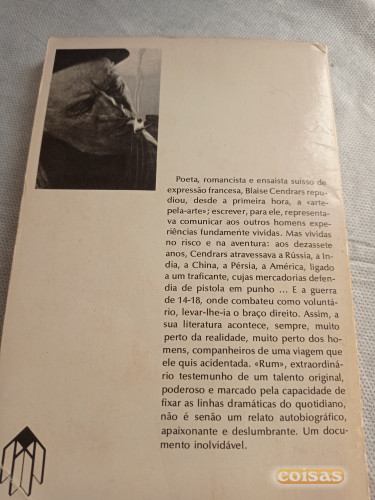 Poeta, romancista e ensaista suisso de
expressão francesa, Blaise Cendrars repu-
diou, desde a primeira hora, a «arte-
pela-arte»; escrever, para ele, representa-
va comunicar aos outros homens expe-
riências fundamente vividas. Mas vividas
no risco e na aventura: aos dezassete
anos, Cendrars atravessava a Rússia, a In-
dia, a China, a Pérsia, a América, ligado
a um traficante, cujas mercadorias defen-
dia de pistola em punho ... E a guerra
de 14-18, onde combateu como voluntá-
rio, levar-lhe-ia o braço direito. Assim, a
sua literatura acontece, sempre, muito
perto da realidade, muito perto dos ho-
mens, companheiros de uma viagem que
ele quis acidentada. «Rum», extraordiná-
rio testemunho de um talento original,
poderoso e marcado pela capacidade de
fixar as linhas dramáticas do quotidiano,
não é senão um relato autobiográfico,
apaixonante e deslumbrante. Um docu-
mento inolvidável.
coisas